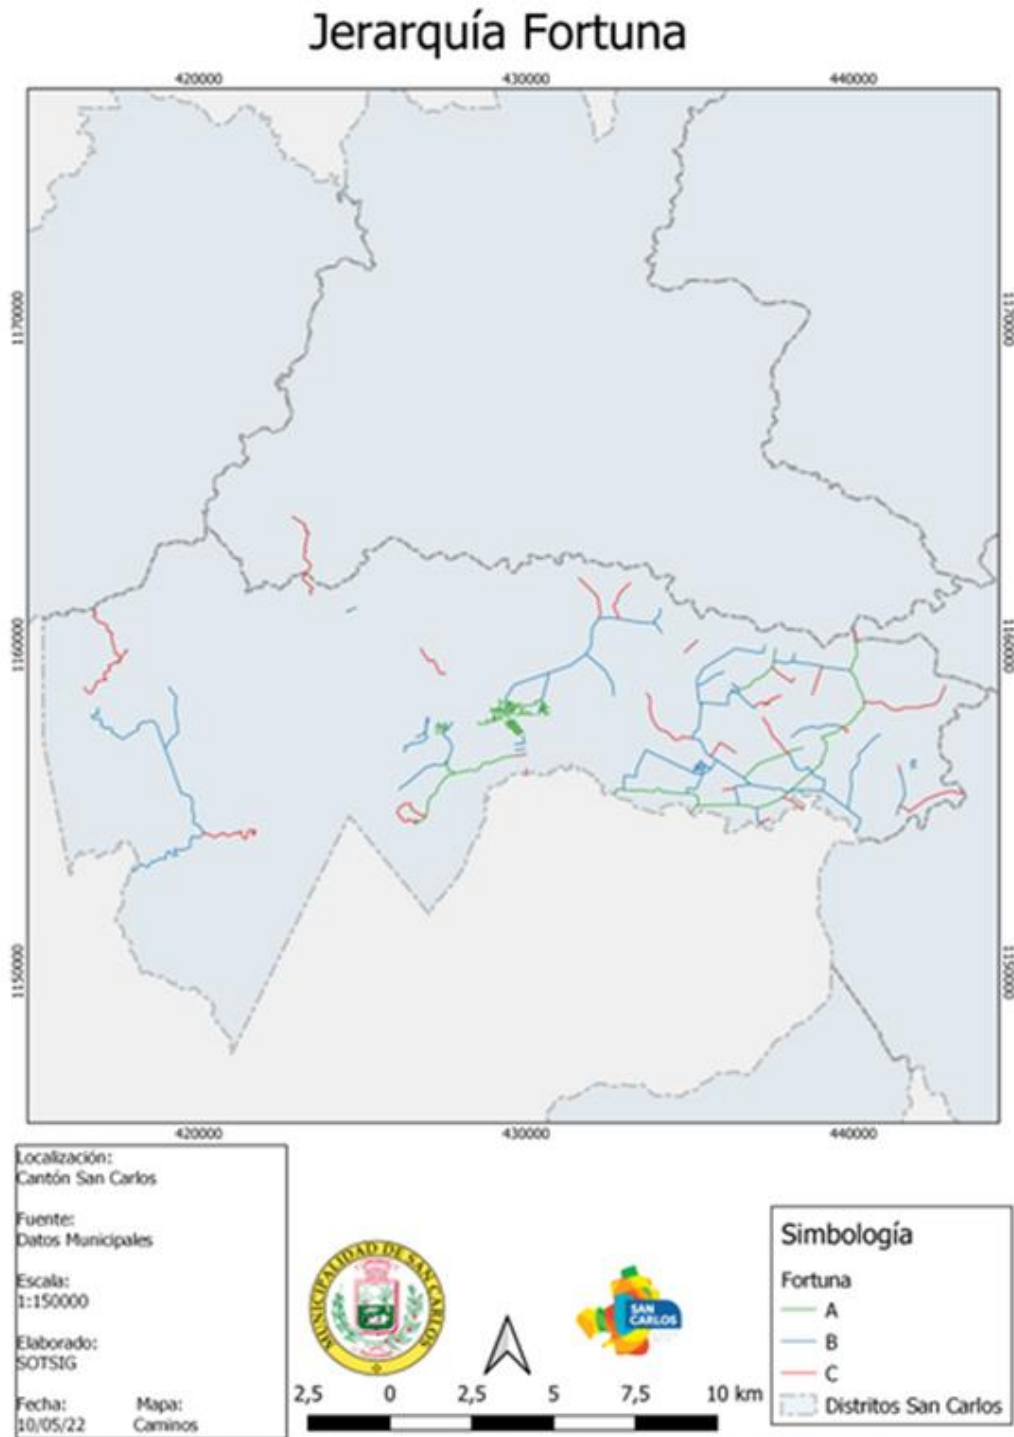 Jerarquía Fortuna
420000
430000
440000
1170000
1170000
1160000
1160000
1150000
1150000
420000
430000
440000
Localización:
Cantón San Carlos
Fuente:
Datos Municipales
Escala:
1:150000
Elaborado:
SOTSIG
Fecha:
10/05/22
Mapa:
Caminos
MUNICIPALIDAD DE SAN CARLOS
SAN
CARLOS
2,5 0 2,5 5 7,5 10 km
Simbología
Fortuna
A
B
C
Distritos San Carlos